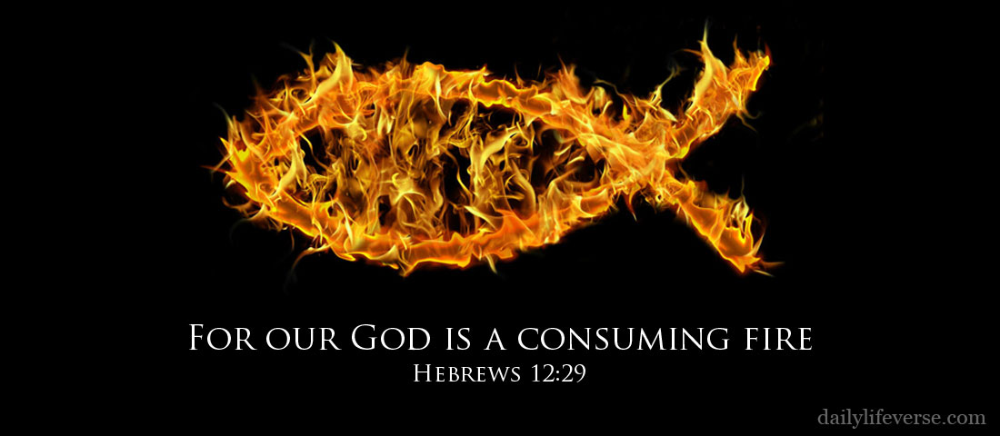 For our God is a consuming fire
Hebrews 12:29
dailylifeverse.com